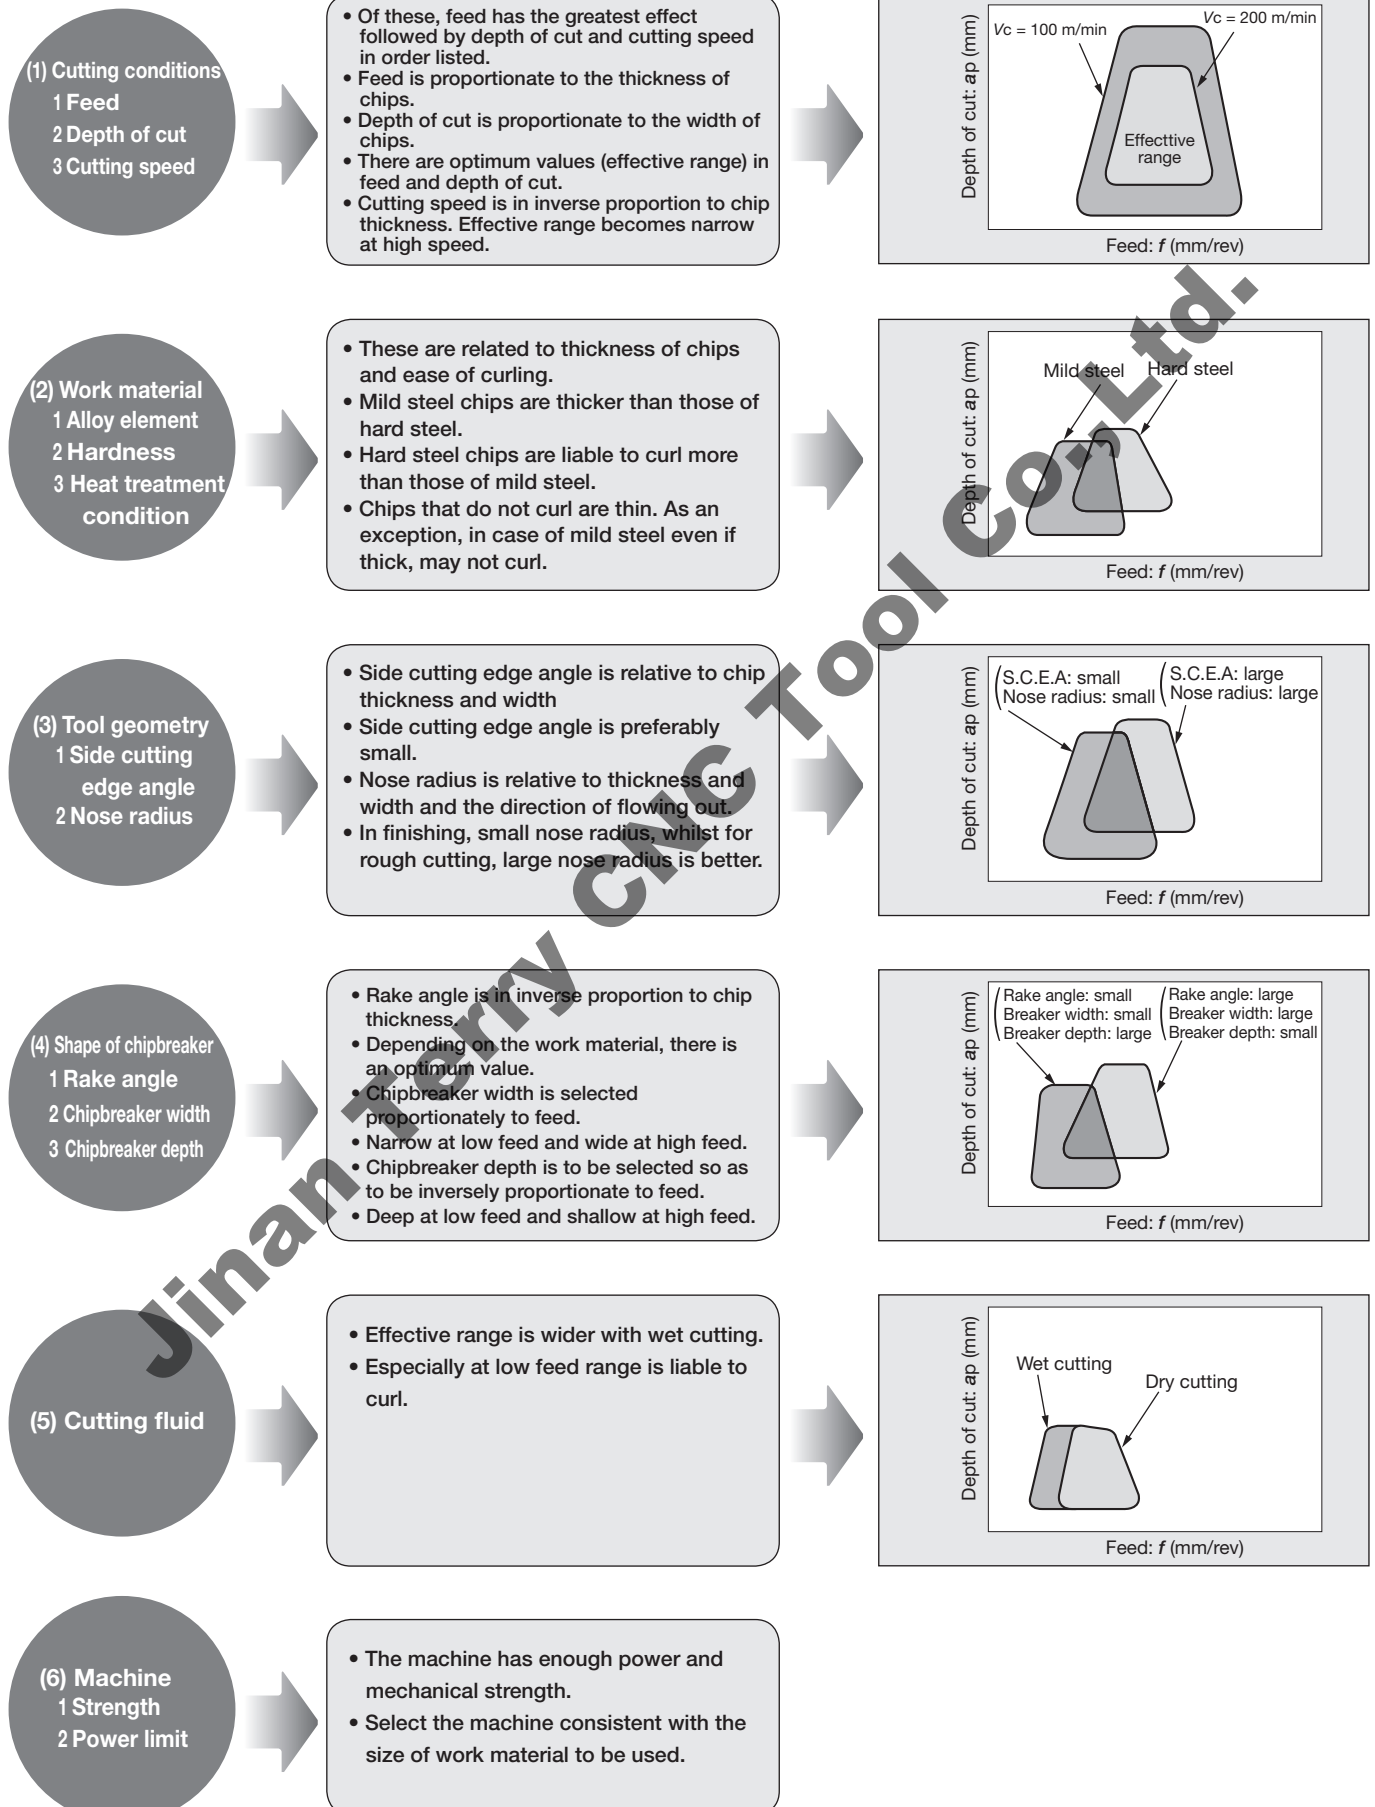 (1) Cutting conditions
1 Feed
2 Depth of cut
3 Cutting speed
• Of these, feed has the greatest effect
followed by depth of cut and cutting speed
in order listed.
• Feed is proportionate to the thickness of
chips.
• Depth of cut is proportionate to the width of
chips.
• There are optimum values (effective range) in
feed and depth of cut.
• Cutting speed is in inverse proportion to chip
thickness. Effective range becomes narrow
at high speed.
Depth of cut: ap (mm)
Vc = 100 m/min
Vc = 200 m/min
Effecttive
range
Feed: f (mm/rev)
(2) Work material
1 Alloy element
2 Hardness
3 Heat treatment
condition
• These are related to thickness of chips
and ease of curling.
• Mild steel chips are thicker than those of
hard steel.
• Hard steel chips are liable to curl more
than those of mild steel.
• Chips that do not curl are thin. As an
exception, in case of mild steel even if
thick, may not curl.
Depth of cut: ap (mm)
Mild steel
Hard steel
Feed: f (mm/rev)
(3) Tool geometry
1 Side cutting
edge angle
2 Nose radius
• Side cutting edge angle is relative to chip
thickness and width
• Side cutting edge angle is preferably
small.
• Nose radius is relative to thickness and
width and the direction of flowing out.
• In finishing, small nose radius, whilst for
rough cutting, large nose radius is better.
Depth of cut: ap (mm)
(S.C.E.A: small
Nose radius: small
(S.C.E.A: large
Nose radius: large
Feed: f (mm/rev)
(4) Shape of chipbreaker
1 Rake angle
2 Chipbreaker width
3 Chipbreaker depth
• Rake angle is in inverse proportion to chip
thickness.
• Depending on the work material, there is
an optimum value.
• Chipbreaker width is selected
proportionately to feed.
• Narrow at low feed and wide at high feed.
• Chipbreaker depth is to be selected so as
to be inversely proportionate to feed.
• Deep at low feed and shallow at high feed.
Depth of cut: ap (mm)
(Rake angle: small
Breaker width: small
Breaker depth: large
(Rake angle: large
Breaker width: large
Breaker depth: small
Feed: f (mm/rev)
(5) Cutting fluid
• Effective range is wider with wet cutting.
• Especially at low feed range is liable to
curl.
Depth of cut: ap (mm)
Wet cutting
Dry cutting
Feed: f (mm/rev)
(6) Machine
1 Strength
2 Power limit
• The machine has enough power and
mechanical strength.
• Select the machine consistent with the
size of work material to be used.
Jinan Terry CNC Tool Co.,Ltd.